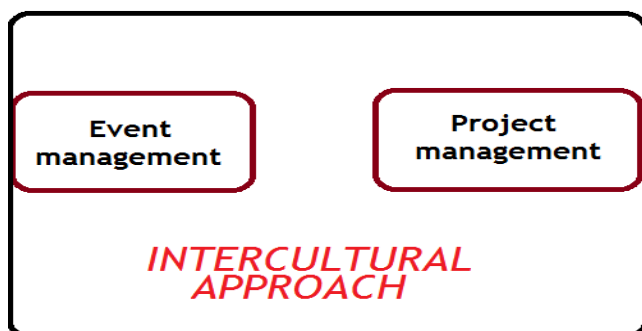 Event
management
Project
management
INTERCULTURAL
APPROACH